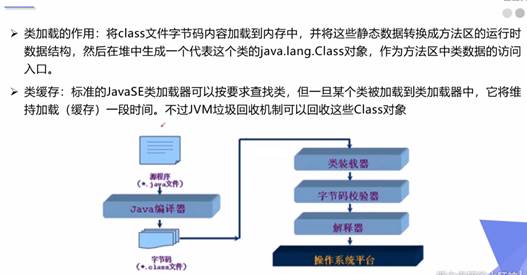 类加载的作用：将class文件字节码内容加载到内存中，并将这些静态数据转换成方法区的运行时
数据结构，然后在堆中生成一个代表这个类的java.lang.Class对象，作为方法区中类数据的访问
入口。
类缓存：标准的JavaSE类加载器可以按要求查找类，但一旦某个类被加载到类加载器中，它将维
持加载（缓存）一段时间。不过JVM垃圾回收机制可以回收这些Class对象
源程序
（*.java文件）
Java编译器
字节码
（*.class文件）
类装载器
字节码校验器
解释器
操作系统平台